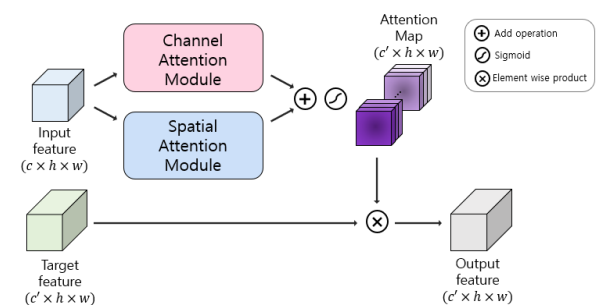 Channel
Attention
Module
Spatial
Attention
Module
Input
feature
(c × h × w)
Attention
Map
(c′ × h × w)
Add operation
Sigmoid
Element wise product
Target
feature
(c′ × h × w)
Output
feature
(c′ × h × w)